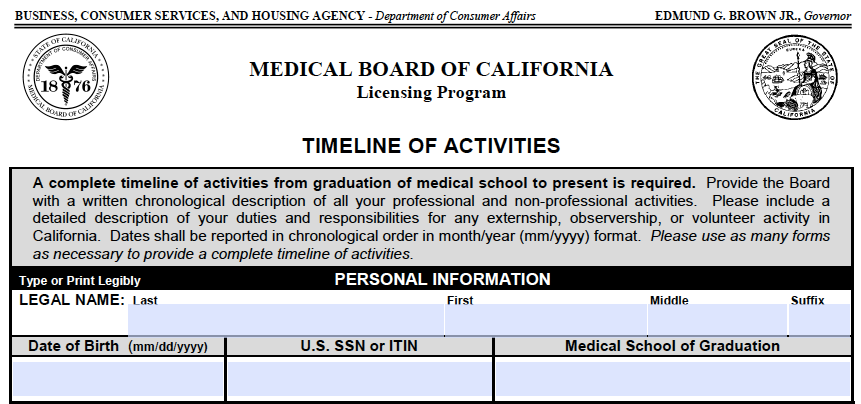 BUSINESS, CONSUMER SERVICES, AND HOUSING AGENCY - Department of Consumer Affairs EDMUND G. BROWN JR., Governor
STATE OF CALIFORNIA
DEPARTMENT OF CONSUMER AFFAIRS
1876
MEDICAL BOARD OF CALIFORNIA
MEDICAL BOARD OF CALIFORNIA
Licensing Program
THE GREAT SEAL OF THE STATE OF
EUREKA
CALIFORNIA
TIMELINE OF ACTIVITIES
A complete timeline of activities from graduation of medical school to present is required. Provide the Board
with a written chronological description of all your professional and non-professional activities. Please include a
detailed description of your duties and responsibilities for any externship, observership, or volunteer activity in
California. Dates shall be reported in chronological order in month/year (mm/yyyy) format. Please use as many forms
as necessary to provide a complete timeline of activities.
Type or Print Legibly PERSONAL INFORMATION
LEGAL NAME: Last First Middle Suffix
Date of Birth (mm/dd/yyyy) U.S. SSN or ITIN Medical School of Graduation